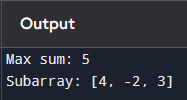 Output
Max sum: 5
Subarray: [4, -2, 3]